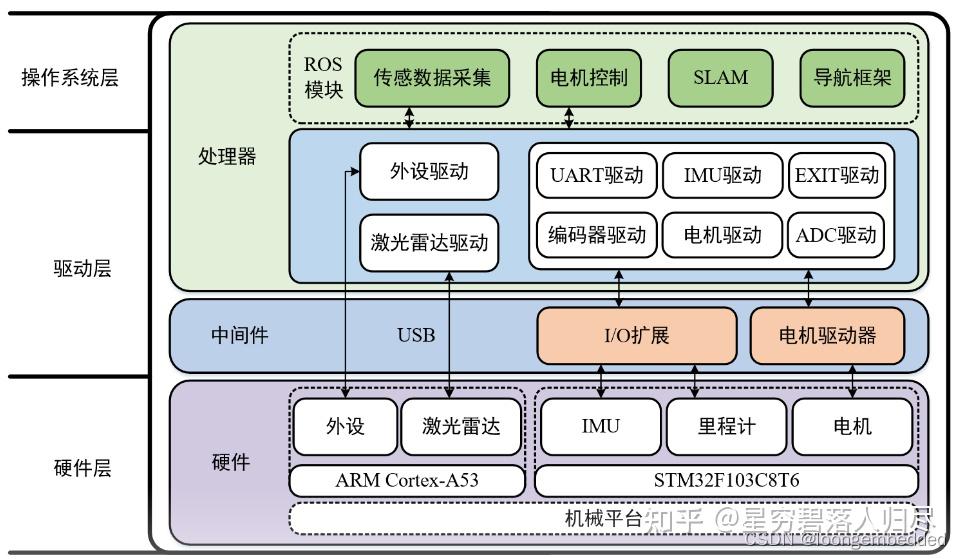 操作系统层
ROS
模块
传感数据采集
电机控制
SLAM
导航框架
处理器
外设驱动
UART驱动
IMU驱动
EXIT驱动
激光雷达驱动
编码器驱动
电机驱动
ADC驱动
驱动层
中间件
USB
I/O扩展
电机驱动器
硬件层
硬件
外设
激光雷达
IMU
里程计
电机
ARM Cortex-A53
STM32F103C8T6
机械平台
知乎 @星穷碧落人归尽
CSDN @loongembedded